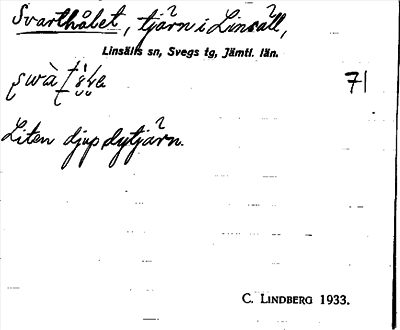 Svarthålet, tjärn i Linsäll,
Linsälls sn, Svegs tg, Jämtl. län.
71
Liten djup dytjärn.
C. LINDBERG 1933.